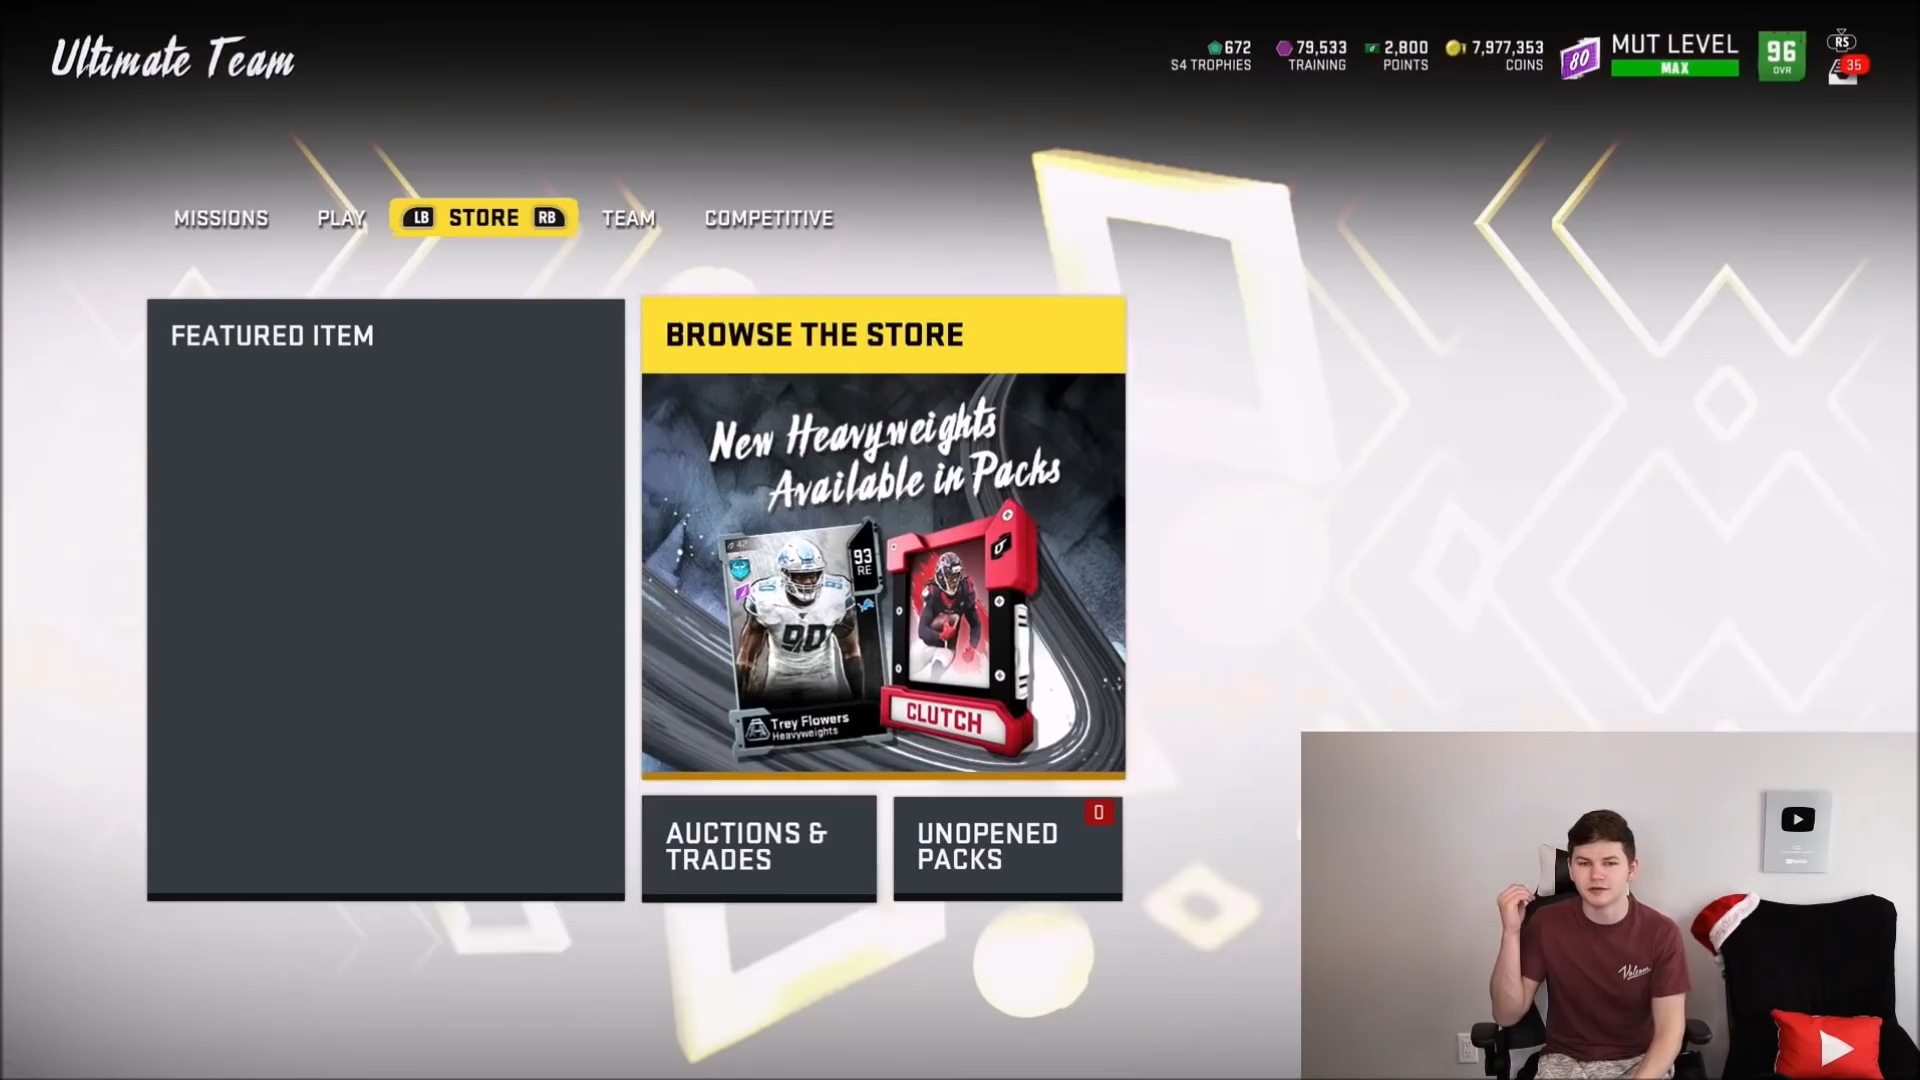 Ultimate Team
672
S4 TROPHIES
79,533
TRAINING
2,800
POINTS
7,977,353
COINS
80
MUT LEVEL
MAX
96
OVR
RS
35
MISSIONS
PLAY
LB STORE RB
TEAM
COMPETITIVE
FEATURED ITEM
BROWSE THE STORE
New Heavyweights
Available in Packs
93
RE
90
Trey Flowers
Heavyweights
CLUTCH
AUCTIONS &
TRADES
UNOPENED
PACKS
0
Volcom